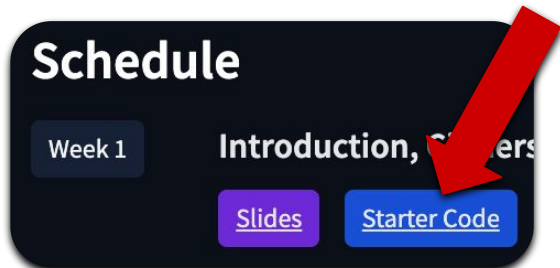 Schedule
Week 1
Introduction,
Slides
Starter Code